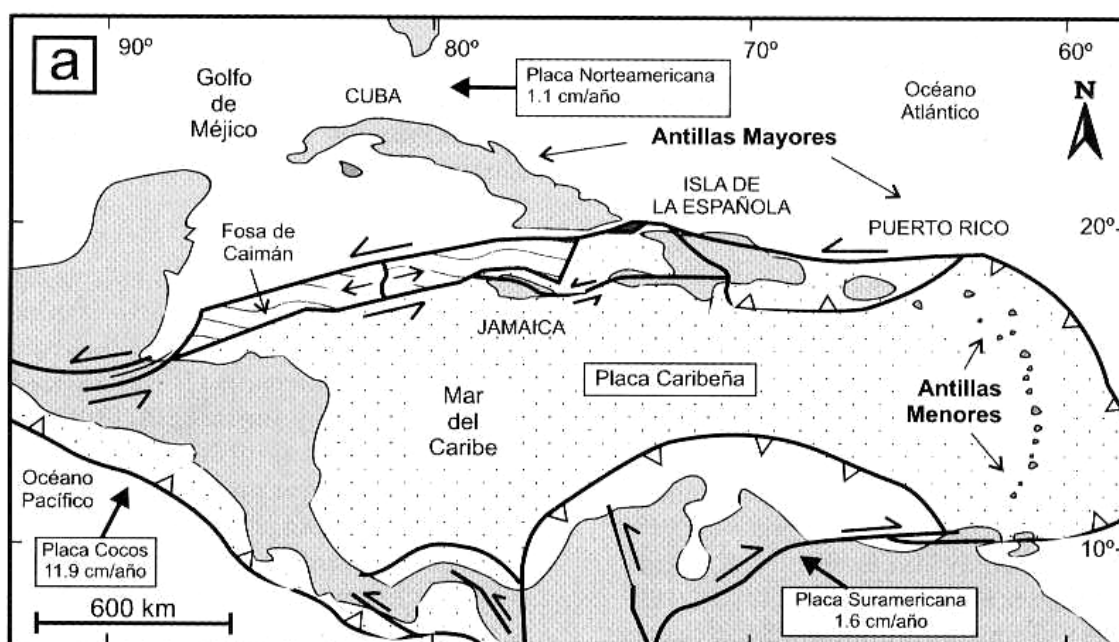 a
90º
80º
70º
60º
Golfo
de
Méjico
CUBA
Placa Norteamericana
1.1 cm/año
Océano
Atlántico
N
Antillas Mayores
ISLA DE
LA ESPAÑOLA
PUERTO RICO
20º
Fosa de
Caimán
JAMAICA
Placa Caribeña
Mar
del
Caribe
Antillas
Menores
Océano
Pacífico
Placa Cocos
11.9 cm/año
10º
Placa Suramericana
1.6 cm/año
600 km